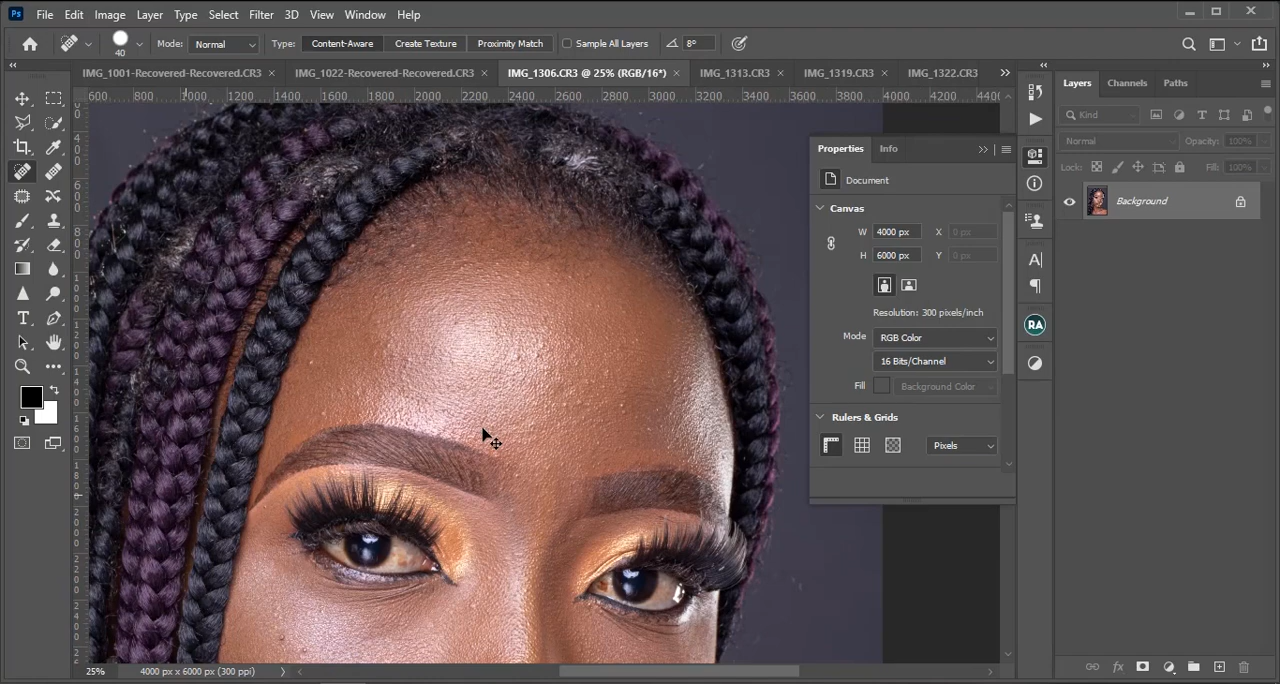 Ps File Edit Image Layer Type Select Filter 3D View Window Help
40 Mode: Normal Type: Content-Aware Create Texture Proximity Match Sample All Layers 8°
IMG_1001-Recovered-Recovered.CR3 × IMG_1022-Recovered-Recovered.CR3 × IMG_1306.CR3 @ 25% (RGB/16*) × IMG_1313.CR3 × IMG_1319.CR3 × IMG_1322.CR3
600 800 1000 1200 1400 1600 1800 2000 2200 2400 2600 2800 3000 3200 3400 3600 3800 4000 4200 4400
Layers Channels Paths
Kind
Normal Opacity: 100%
Lock: Fill: 100%
Background
Properties Info
Document
Canvas
W 4000 px X 0 px
H 6000 px Y 0 px
Resolution: 300 pixels/inch
Mode RGB Color
16 Bits/Channel
Fill Background Color
Rulers & Grids
Pixels
A
RA
T
fx
25% 4000 px x 6000 px (300 ppi)